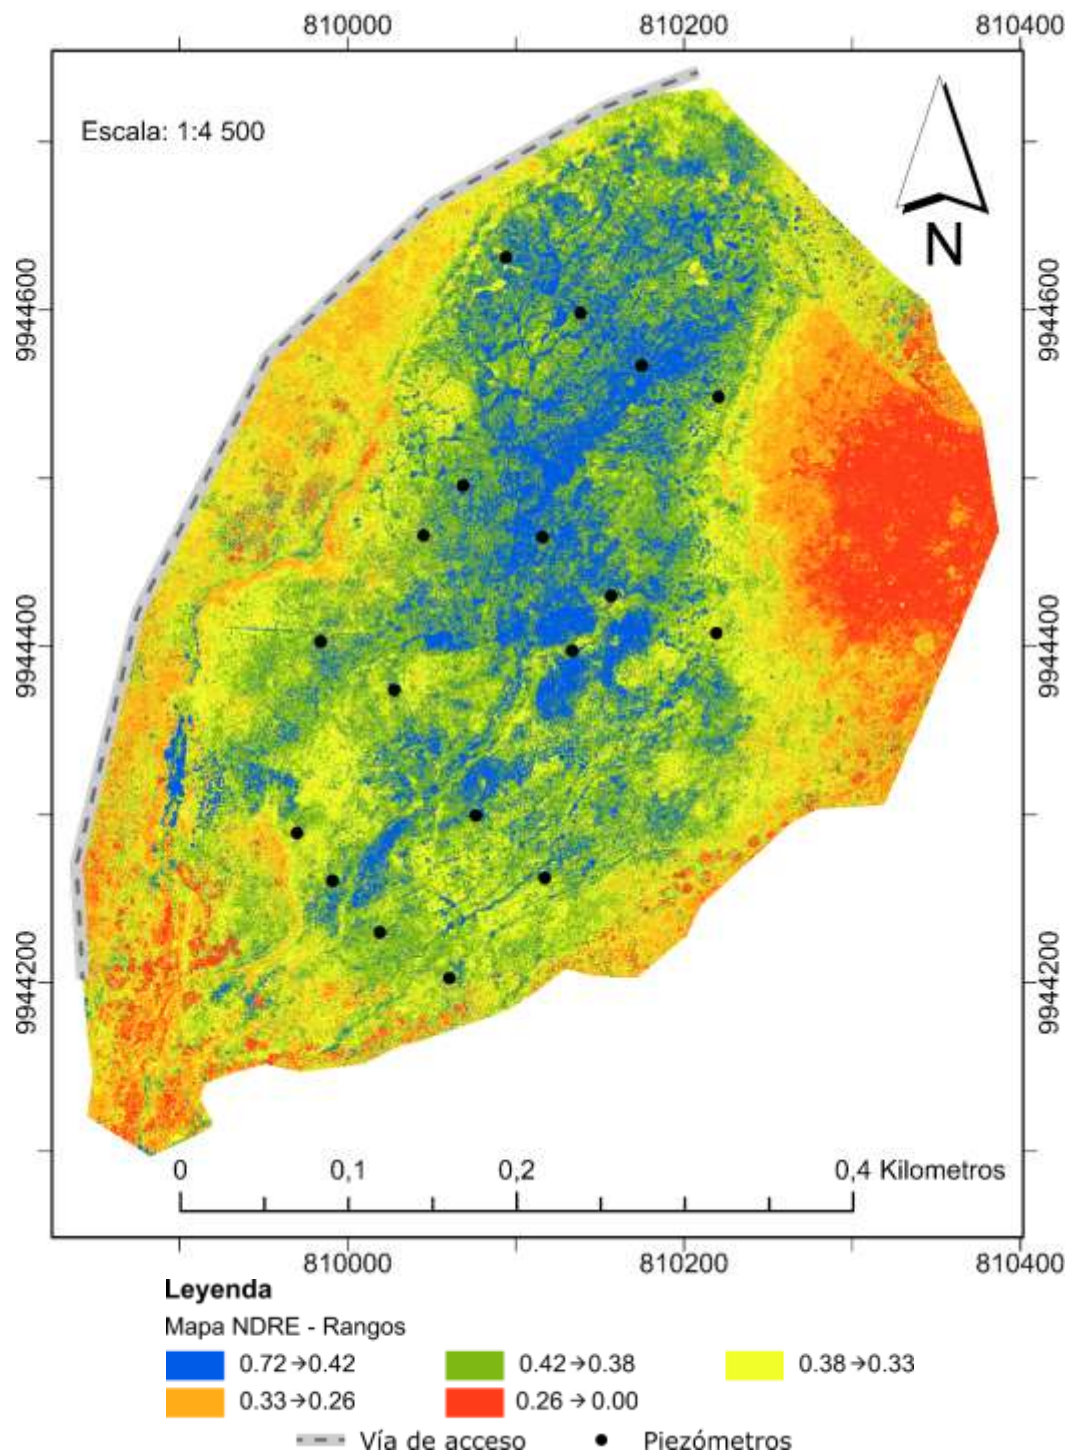 810000 810200 810400
Escala: 1:4 500
N
9944600 9944600
9944400 9944400
9944200 9944200
0 0,1 0,2 0,4 Kilometros
810000 810200 810400
Leyenda
Mapa NDRE - Rangos
0.72→0.42 0.42→0.38 0.38→0.33
0.33→0.26 0.26→0.00
Vía de acceso Piezómetros